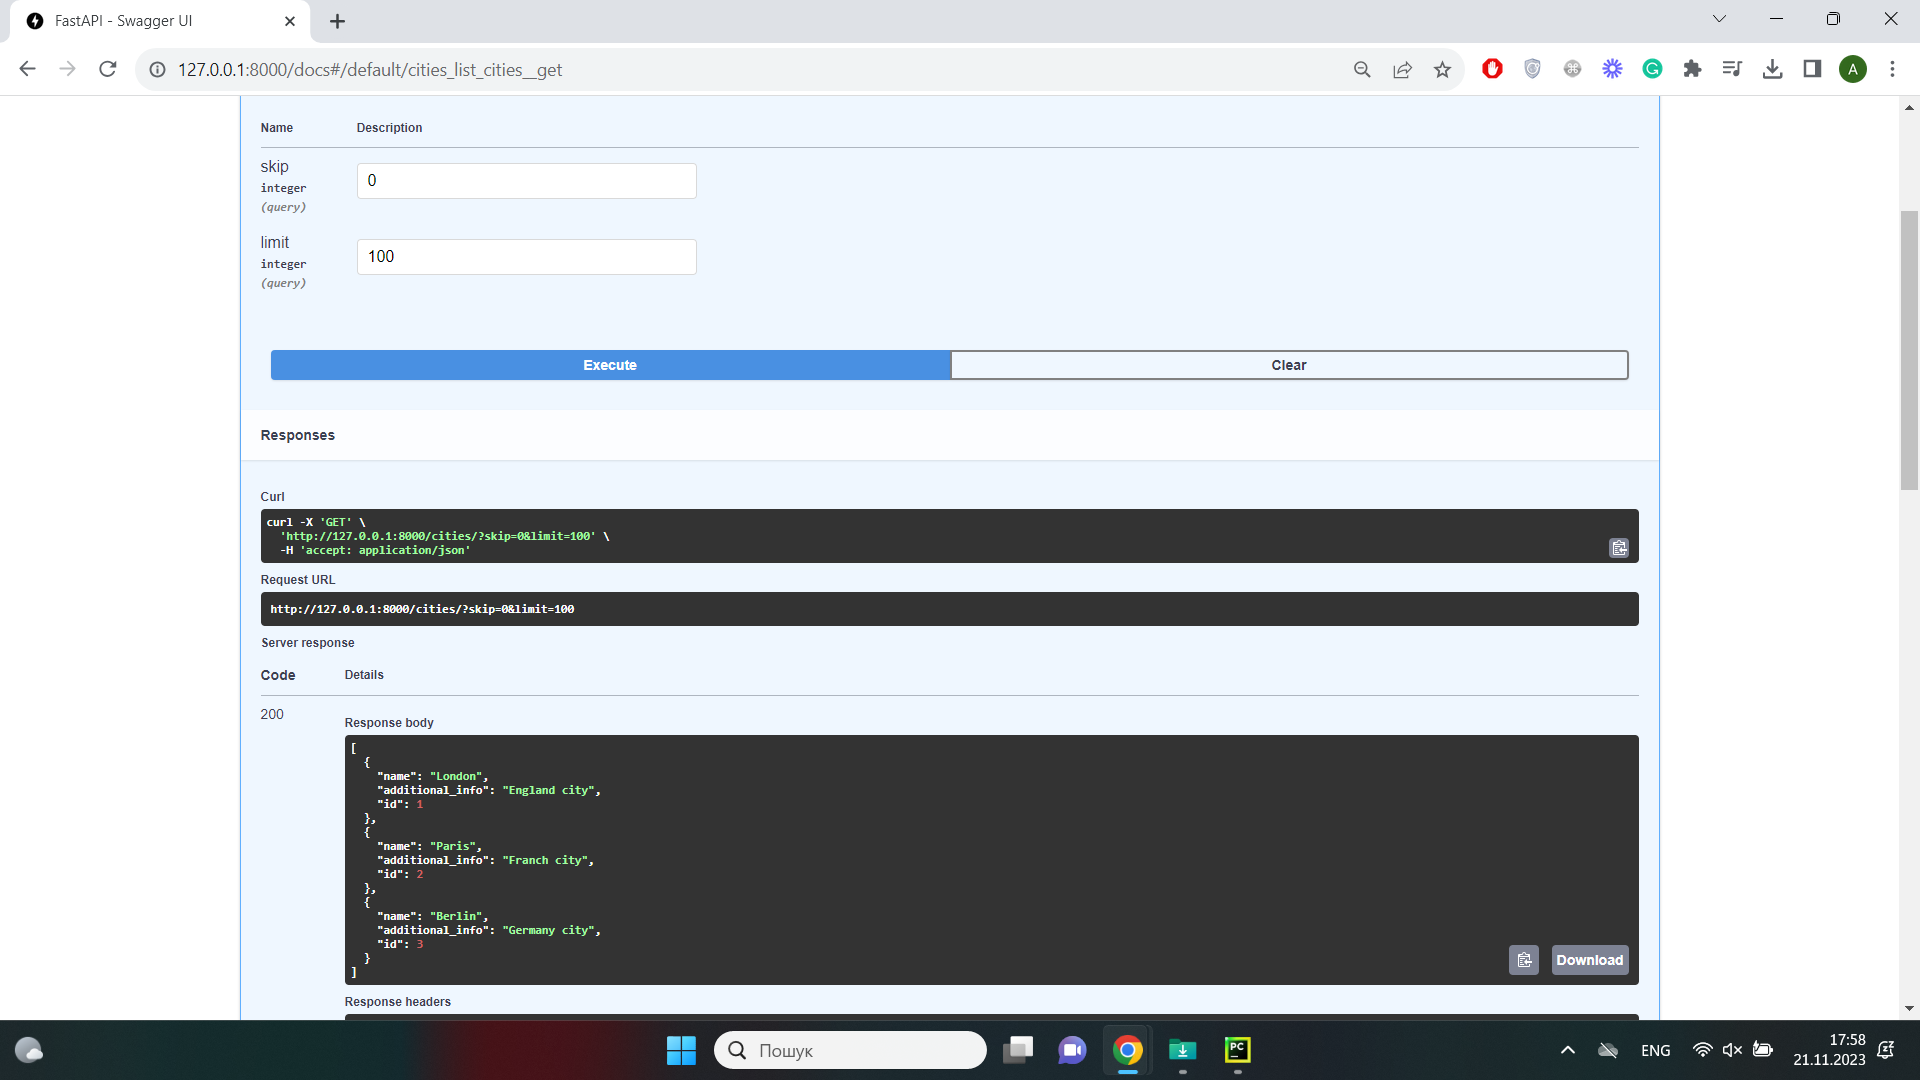 FastAPI - Swagger UI
127.0.0.1:8000/docs#/default/cities_list_cities__get
A
Name Description
skip
integer
(query)
0
limit
integer
(query)
100
Execute Clear
Responses
Curl
curl -X 'GET' \
'http://127.0.0.1:8000/cities/?skip=0&limit=100' \
-H 'accept: application/json'
Request URL
http://127.0.0.1:8000/cities/?skip=0&limit=100
Server response
Code Details
200
Response body
[
{
"name": "London",
"additional_info": "England city",
"id": 1
},
{
"name": "Paris",
"additional_info": "Franch city",
"id": 2
},
{
"name": "Berlin",
"additional_info": "Germany city",
"id": 3
}
]
Download
Response headers
Пошук
PC
ENG
17:58
21.11.2023